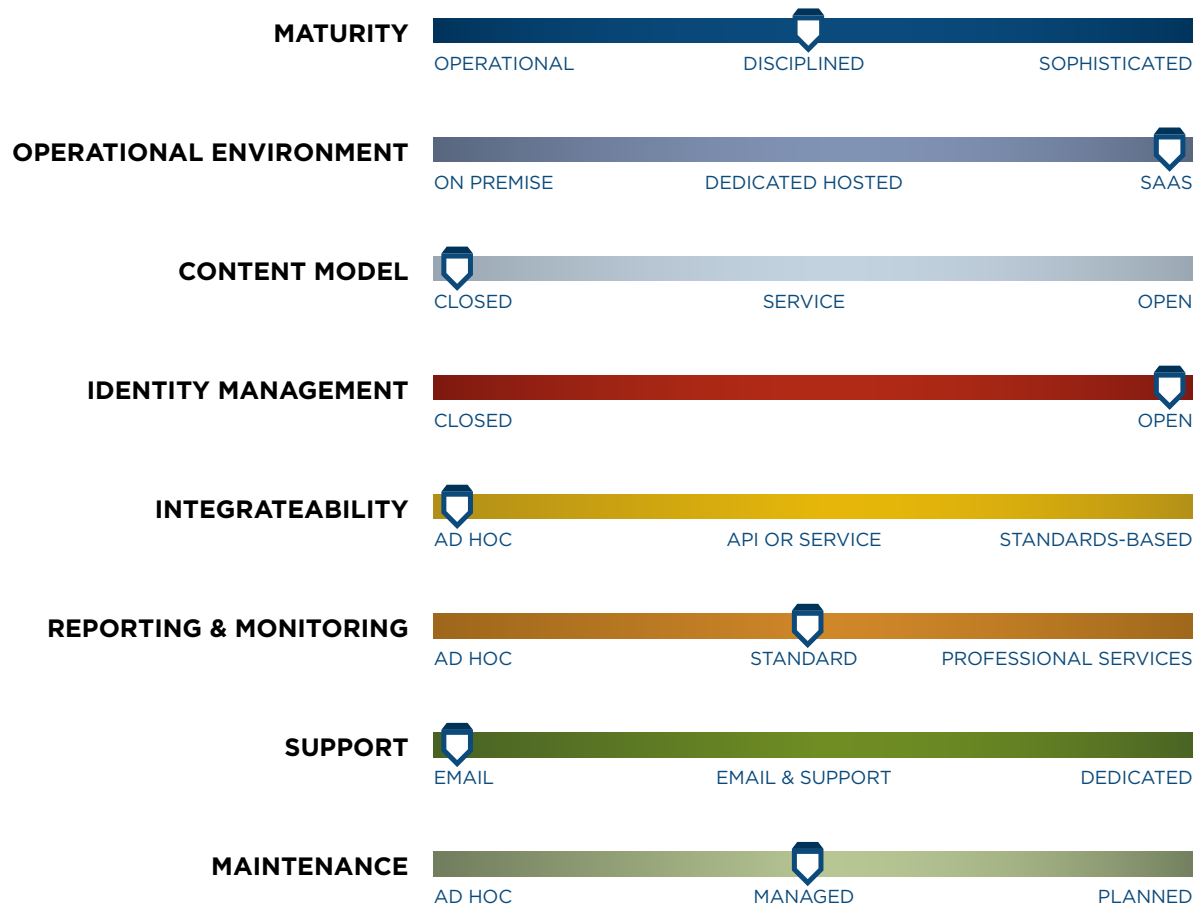 MATURITY
OPERATIONAL DISCIPLINED SOPHISTICATED
OPERATIONAL ENVIRONMENT
ON PREMISE DEDICATED HOSTED SAAS
CONTENT MODEL
CLOSED SERVICE OPEN
IDENTITY MANAGEMENT
CLOSED OPEN
INTEGRATEABILITY
AD HOC API OR SERVICE STANDARDS-BASED
REPORTING & MONITORING
AD HOC STANDARD PROFESSIONAL SERVICES
SUPPORT
EMAIL EMAIL & SUPPORT DEDICATED
MAINTENANCE
AD HOC MANAGED PLANNED